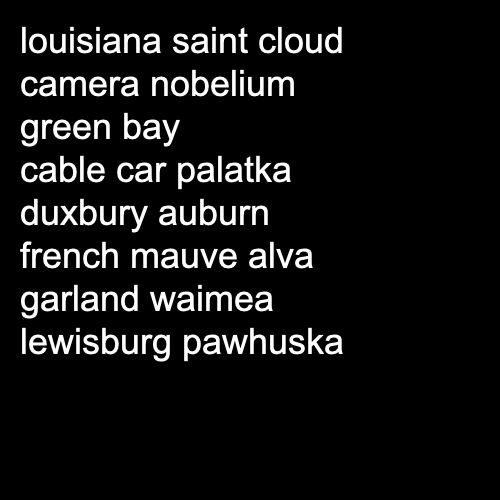 louisiana saint cloud
camera nobelium
green bay
cable car palatka
duxbury auburn
french mauve alva
garland waimea
lewisburg pawhuska